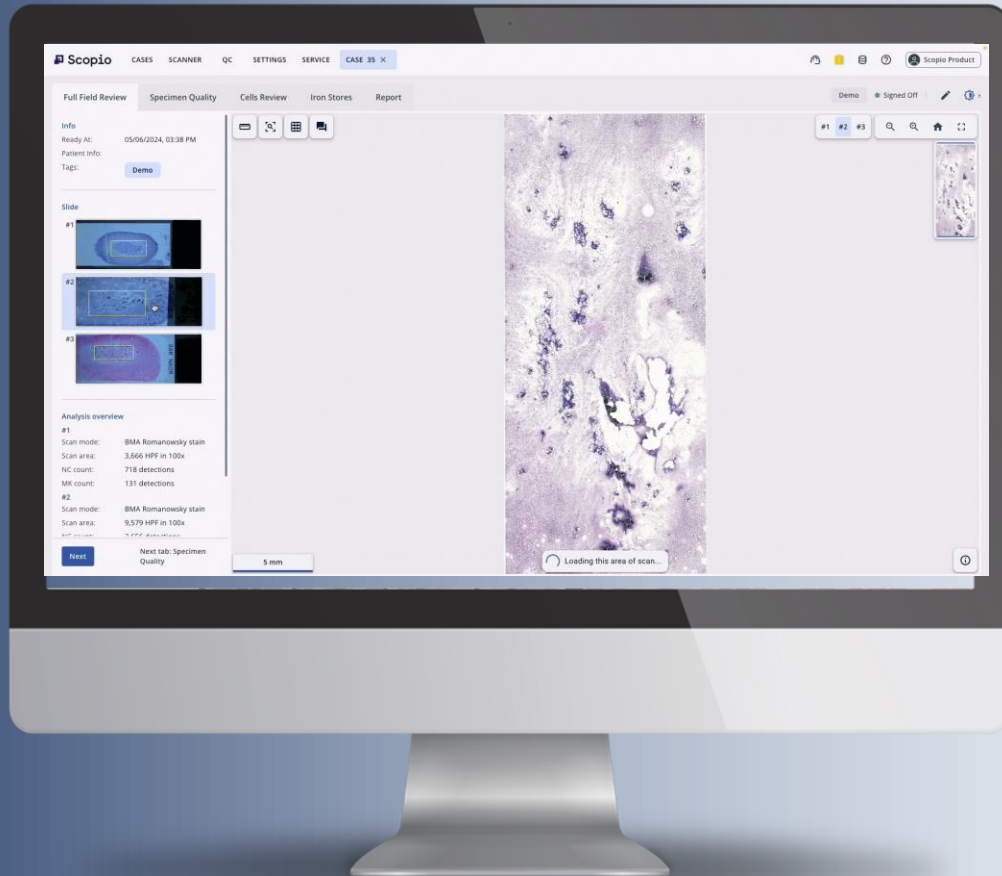 Scopio CASES SCANNER QC SETTINGS SERVICE CASE 35 × Scopio Product
Full Field Review Specimen Quality Cells Review Iron Stores Report Demo Signed Off
Info
Ready At: 05/06/2024, 03:38 PM
Patient Info:
Tags: Demo
#1 #2 #3
Slide
#1
#2
#3
Analysis overview
#1
Scan mode: BMA Romanowsky stain
Scan area: 3,666 HPF in 100x
NC count: 718 detections
MK count: 131 detections
#2
Scan mode: BMA Romanowsky stain
Scan area: 9,579 HPF in 100x
Next
Next tab: Specimen
Quality
5 mm
Loading this area of scan...